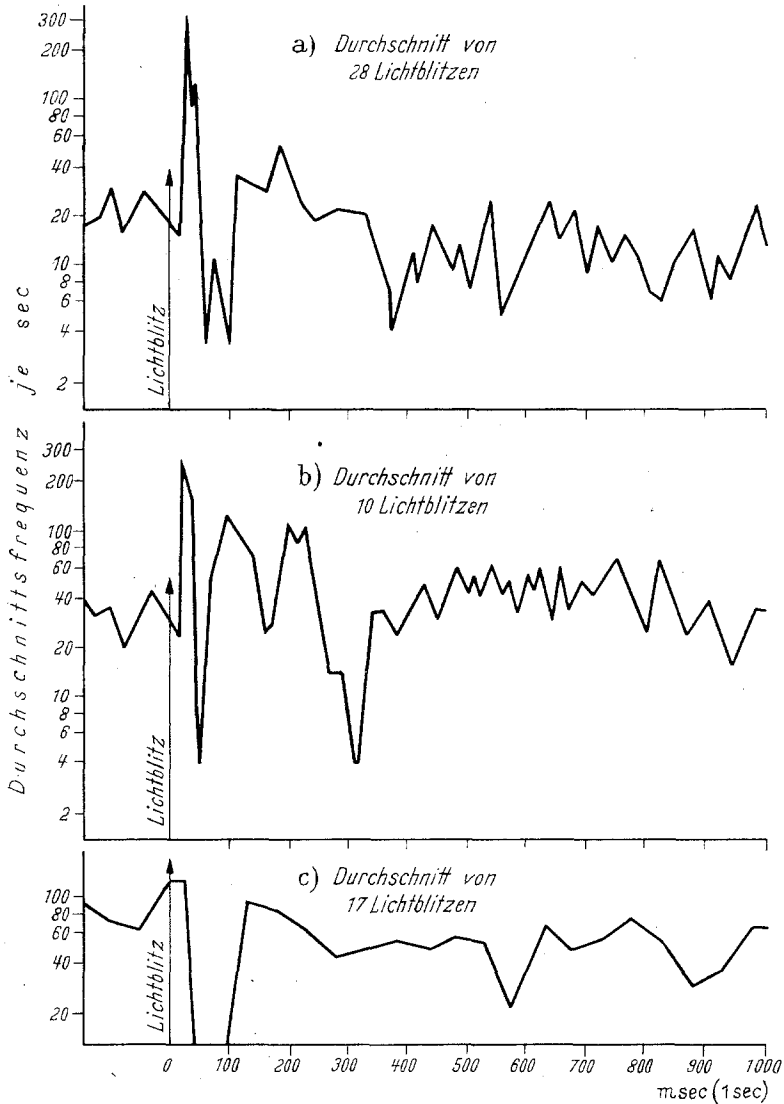 a) Durchschnitt von
28 Lichtblitzen
300
200
100
80
60
40
20
10
8
6
4
2
Lichtblitz
Durchschnittsfrequenz je sec
b) Durchschnitt von
10 Lichtblitzen
300
200
100
80
60
40
20
10
8
6
4
2
Lichtblitz
c) Durchschnitt von
17 Lichtblitzen
100
80
60
40
20
Lichtblitz
0 100 200 300 400 500 600 700 800 900 1000
msec (1sec)